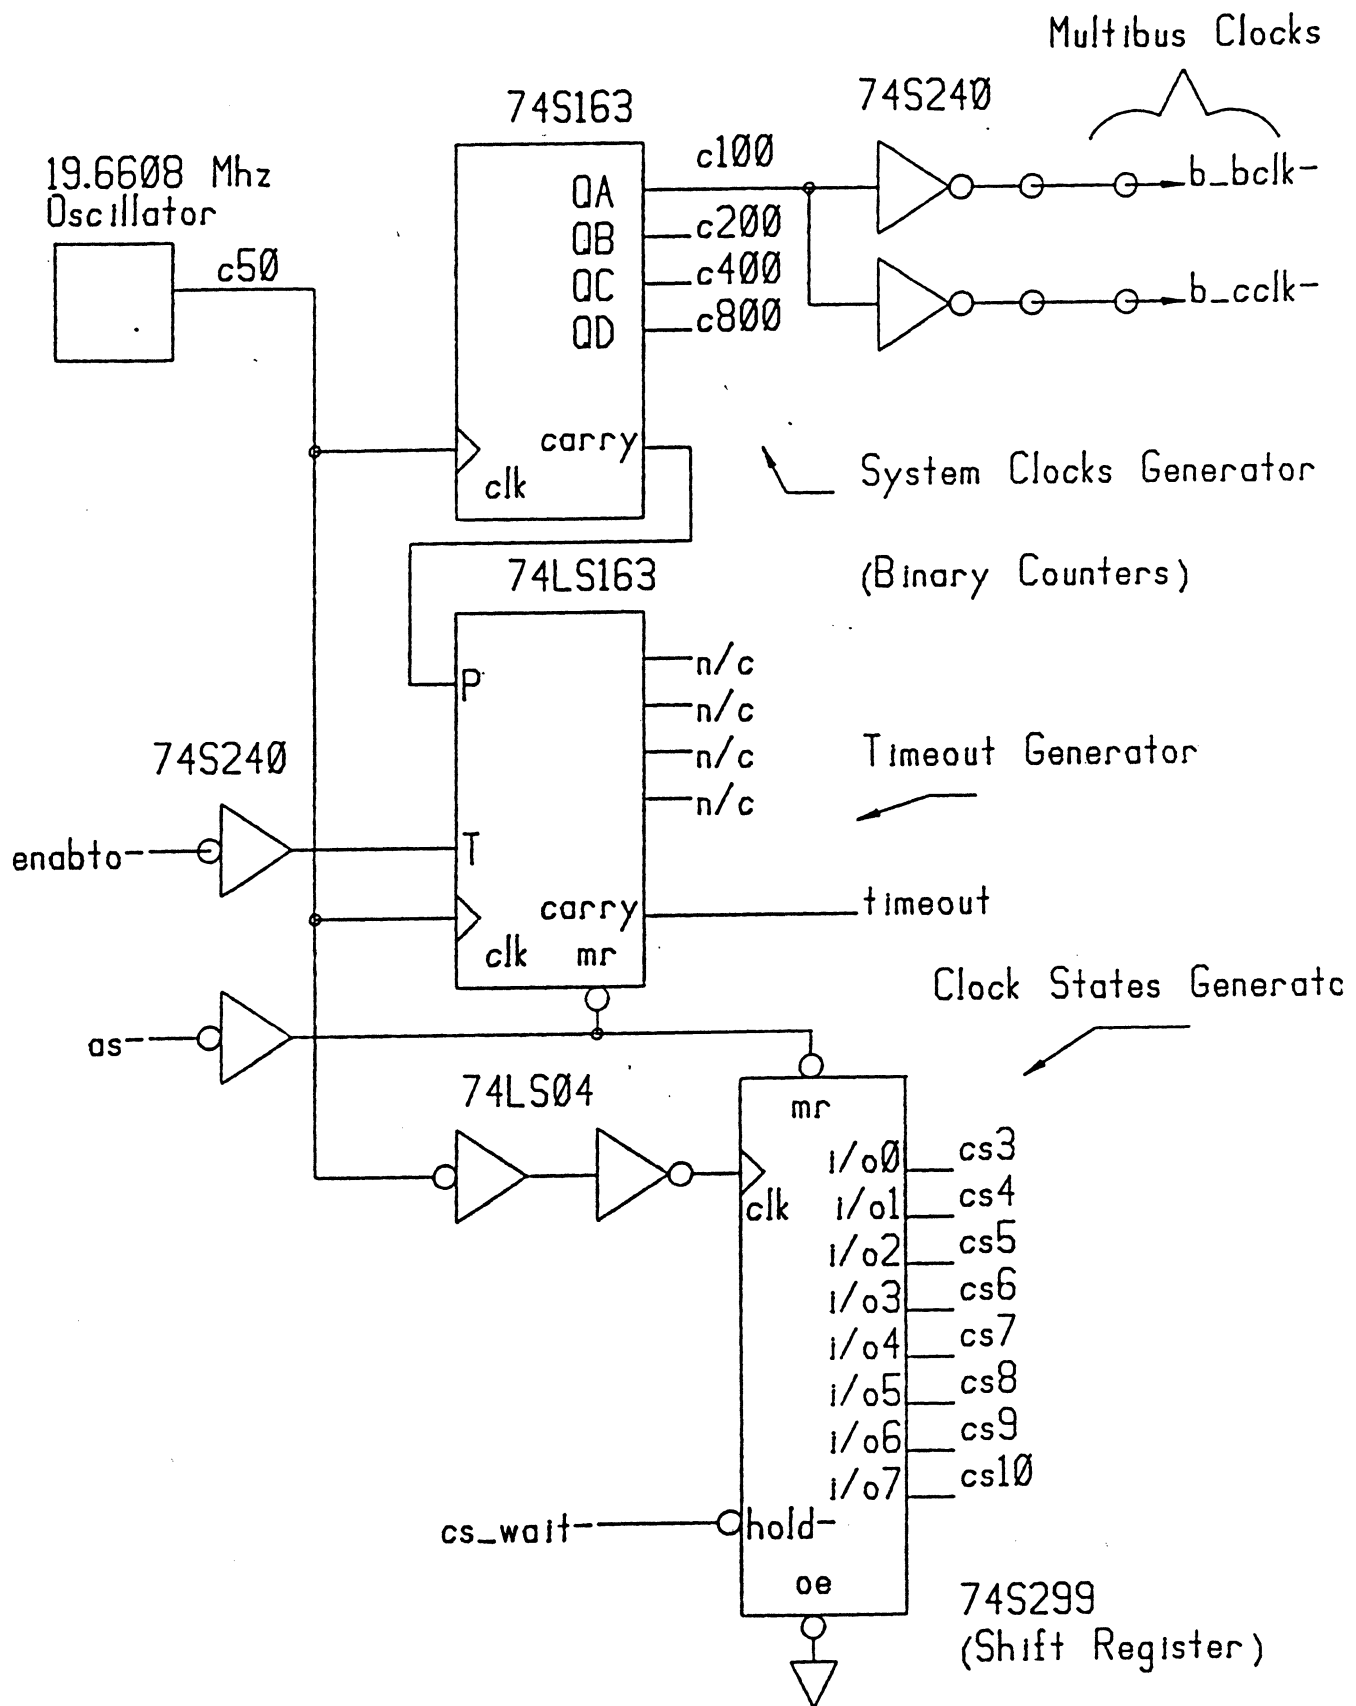 Multibus Clocks
74S163
74S240
19.6608 Mhz
Oscillator
c50
c100
QA
b_bclk-
QB
c200
QC
c400
b_cclk-
QD
c800
carry
clk
System Clocks Generator
(Binary Counters)
74LS163
P
n/c
n/c
n/c
n/c
Timeout Generator
74S240
enabto-
T
carry
timeout
clk
mr
Clock States Generato
as-
74LS04
mr
clk
i/o0
cs3
i/o1
cs4
i/o2
cs5
i/o3
cs6
i/o4
cs7
i/o5
cs8
i/o6
cs9
i/o7
cs10
cs_wait-
hold-
oe
74S299
(Shift Register)